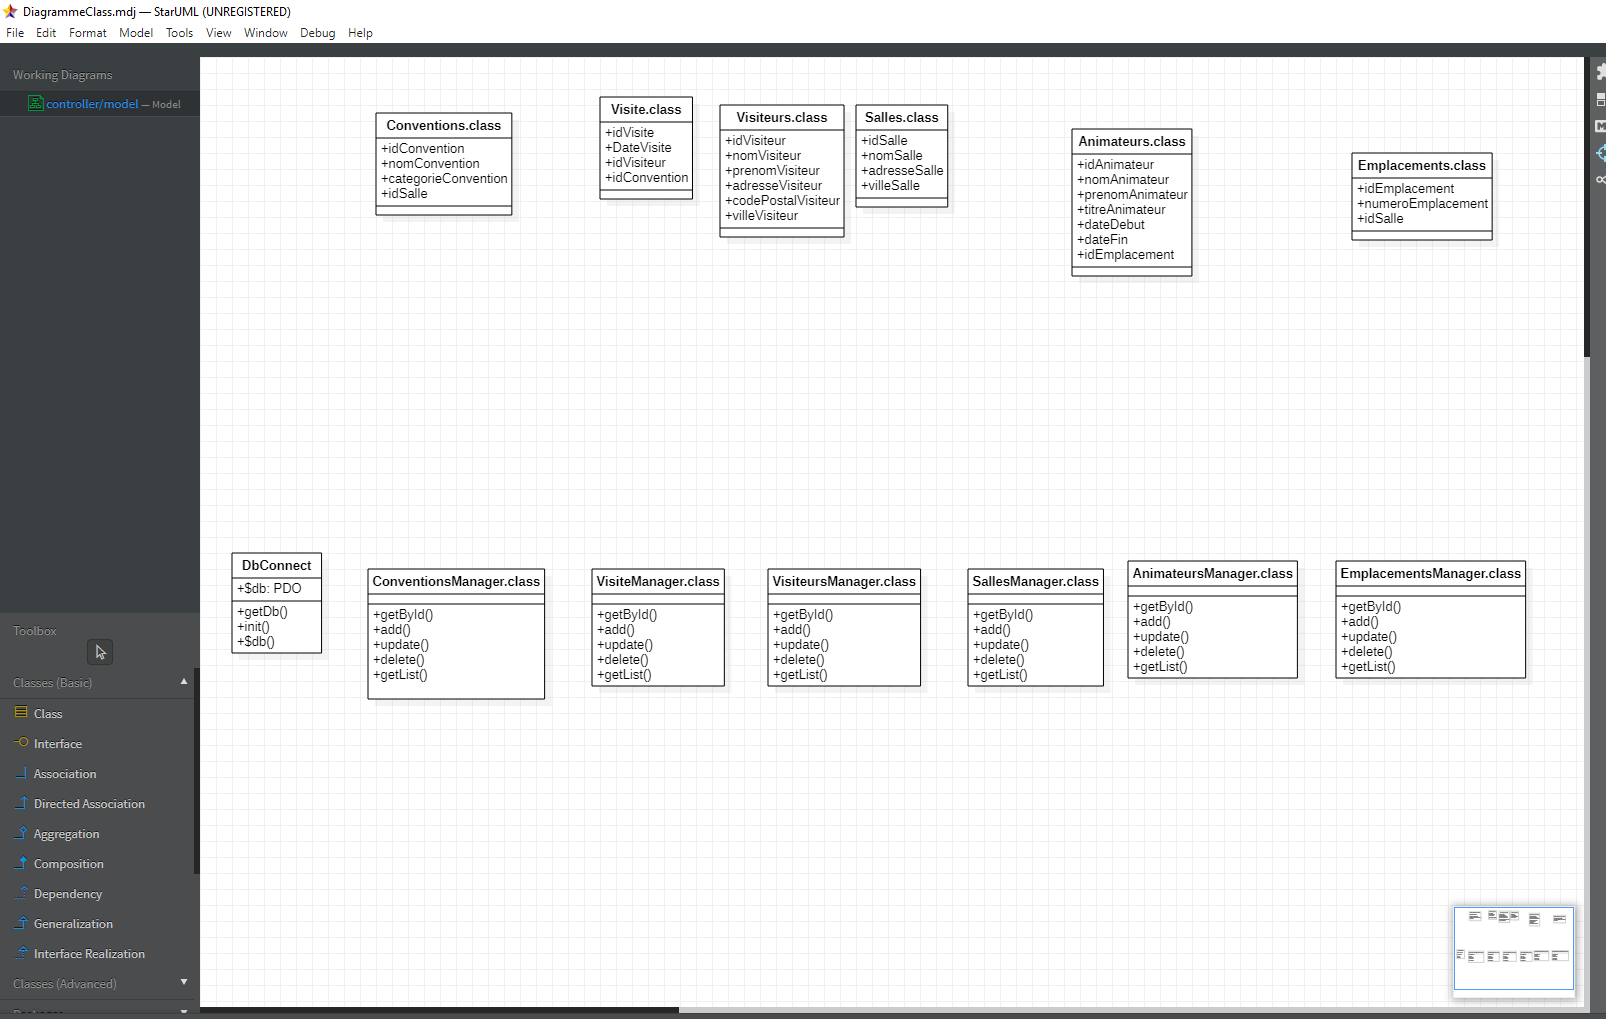 DiagrammeClass.mdj — StarUML (UNREGISTERED)
File Edit Format Model Tools View Window Debug Help
Working Diagrams
controller/model — Model
Conventions.class
+idConvention
+nomConvention
+categorieConvention
+idSalle
Visite.class
+idVisite
+DateVisite
+idVisiteur
+idConvention
Visiteurs.class
+idVisiteur
+nomVisiteur
+prenomVisiteur
+adresseVisiteur
+codePostalVisiteur
+villeVisiteur
Salles.class
+idSalle
+nomSalle
+adresseSalle
+villeSalle
Animateurs.class
+idAnimateur
+nomAnimateur
+prenomAnimateur
+titreAnimateur
+dateDebut
+dateFin
+idEmplacement
Emplacements.class
+idEmplacement
+numeroEmplacement
+idSalle
DbConnect
+$db: PDO
+getDb()
+init()
+$db()
ConventionsManager.class
+getById()
+add()
+update()
+delete()
+getList()
VisiteManager.class
+getById()
+add()
+update()
+delete()
+getList()
VisiteursManager.class
+getById()
+add()
+update()
+delete()
+getList()
SallesManager.class
+getById()
+add()
+update()
+delete()
+getList()
AnimateursManager.class
+getById()
+add()
+update()
+delete()
+getList()
EmplacementsManager.class
+getById()
+add()
+update()
+delete()
+getList()
Toolbox
Classes (Basic)
Class
Interface
Association
Directed Association
Aggregation
Composition
Dependency
Generalization
Interface Realization
Classes (Advanced)